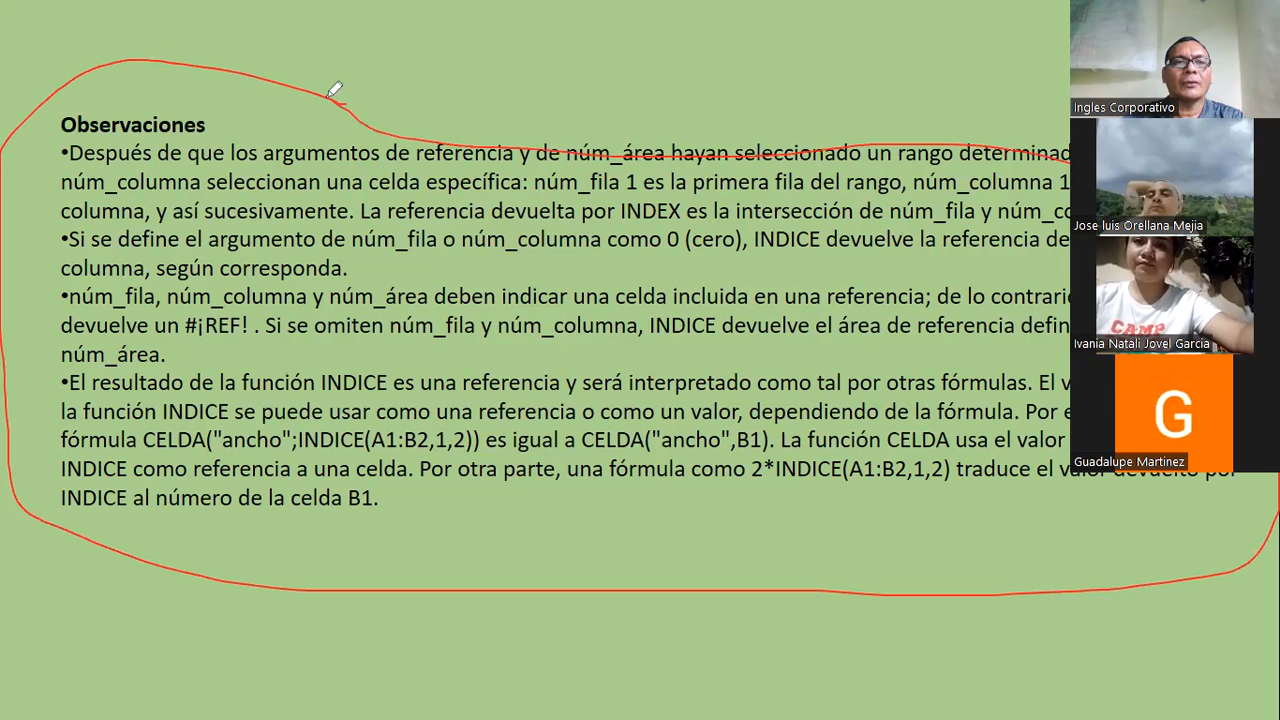 Observaciones
•Después de que los argumentos de referencia y de núm_área hayan seleccionado un rango
núm_columna seleccionan una celda específica: núm_fila 1 es la primera fila del rango, núm_columna 1
columna, y así sucesivamente. La referencia devuelta por INDEX es la intersección de núm_fila y
•Si se define el argumento de núm_fila o núm_columna como 0 (cero), INDICE devuelve la referencia
columna, según corresponda.
•núm_fila, núm_columna y núm_área deben indicar una celda incluida en una referencia; de lo
devuelve un #¡REF! . Si se omiten núm_fila y núm_columna, INDICE devuelve el área de referencia
núm_área.
•El resultado de la función INDICE es una referencia y será interpretado como tal por otras fórmulas. El
la función INDICE se puede usar como una referencia o como un valor, dependiendo de la fórmula. Por
fórmula CELDA("ancho";INDICE(A1:B2,1,2)) es igual a CELDA("ancho",B1). La función CELDA usa el valor
INDICE como referencia a una celda. Por otra parte, una fórmula como 2*INDICE(A1:B2,1,2) traduce el valor devuelto por
INDICE al número de la celda B1.
Ingles Corporativo
Jose luis Orellana Mejia
CAMP
Ivania Natali Jovel Garcia
G
Guadalupe Martinez